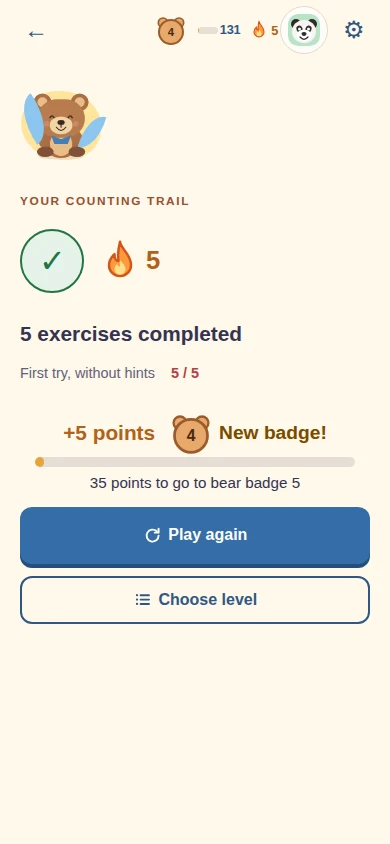 ← 4 131 5
YOUR COUNTING TRAIL
✓ 5
5 exercises completed
First try, without hints 5 / 5
+5 points 4 New badge!
35 points to go to bear badge 5
Play again
Choose level